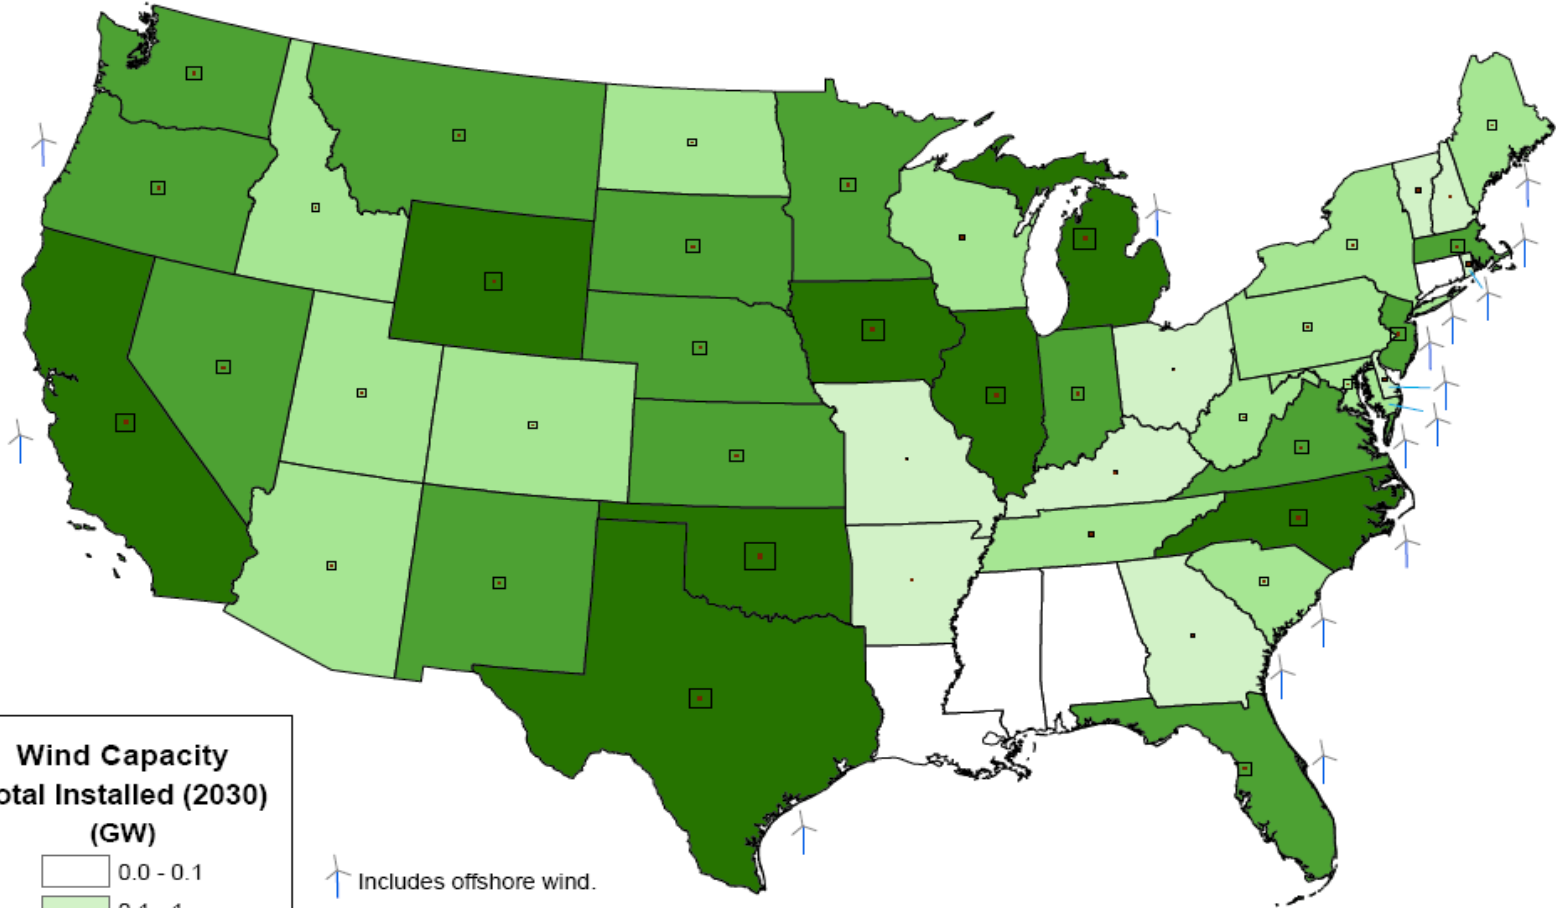 Wind Capacity
otal Installed (2030)
(GW)
0.0 - 0.1
Includes offshore wind.